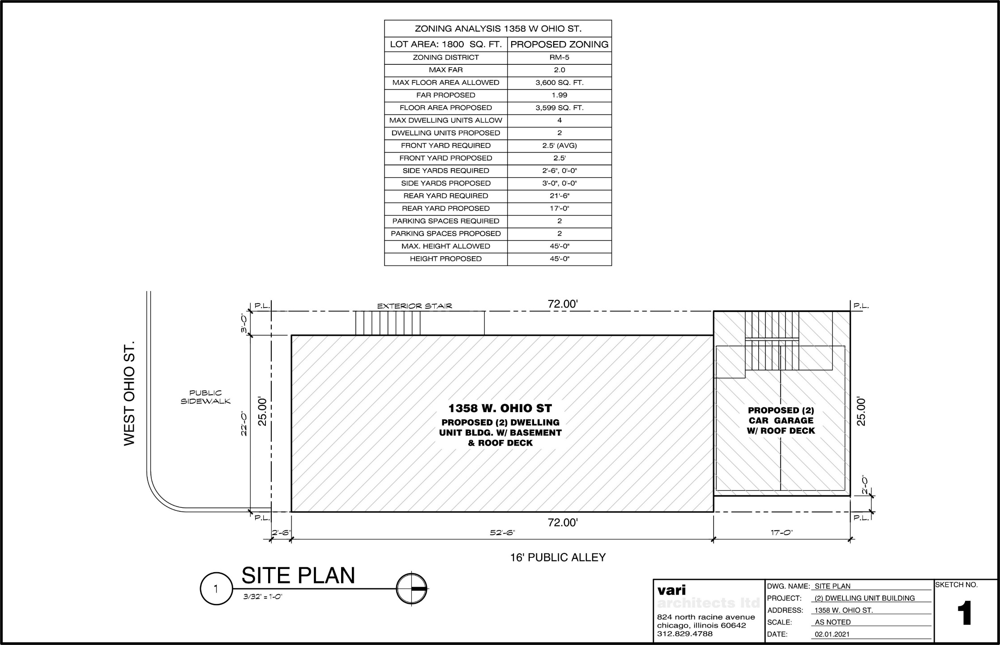 ZONING ANALYSIS 1358 W OHIO ST.
LOT AREA: 1800 SQ. FT. PROPOSED ZONING
ZONING DISTRICT RM-5
MAX FAR 2.0
MAX FLOOR AREA ALLOWED 3,600 SQ. FT.
FAR PROPOSED 1.99
FLOOR AREA PROPOSED 3,599 SQ. FT.
MAX DWELLING UNITS ALLOW 4
DWELLING UNITS PROPOSED 2
FRONT YARD REQUIRED 2.5' (AVG)
FRONT YARD PROPOSED 2.5'
SIDE YARDS REQUIRED 2'-6", 0'-0"
SIDE YARDS PROPOSED 3'-0", 0'-0"
REAR YARD REQUIRED 21'-6"
REAR YARD PROPOSED 17'-0"
PARKING SPACES REQUIRED 2
PARKING SPACES PROPOSED 2
MAX. HEIGHT ALLOWED 45'-0"
HEIGHT PROPOSED 45'-0"
P.L.
EXTERIOR STAIR
72.00'
P.L.
3'-0"
WEST OHIO ST.
PUBLIC
SIDEWALK
22'-0"
25.00'
1358 W. OHIO ST
PROPOSED (2) DWELLING
UNIT BLDG. W/ BASEMENT
& ROOF DECK
PROPOSED (2)
CAR GARAGE
W/ ROOF DECK
25.00'
2'-0"
P.L.
72.00'
P.L.
2'-6"
52'-6"
17'-0"
16' PUBLIC ALLEY
1
SITE PLAN
3/32" = 1'-0"
vari
architects ltd
824 north racine avenue
chicago, illinois 60642
312.829.4788
DWG. NAME: SITE PLAN
PROJECT: (2) DWELLING UNIT BUILDING
ADDRESS: 1358 W. OHIO ST.
SCALE: AS NOTED
DATE: 02.01.2021
SKETCH NO.
1